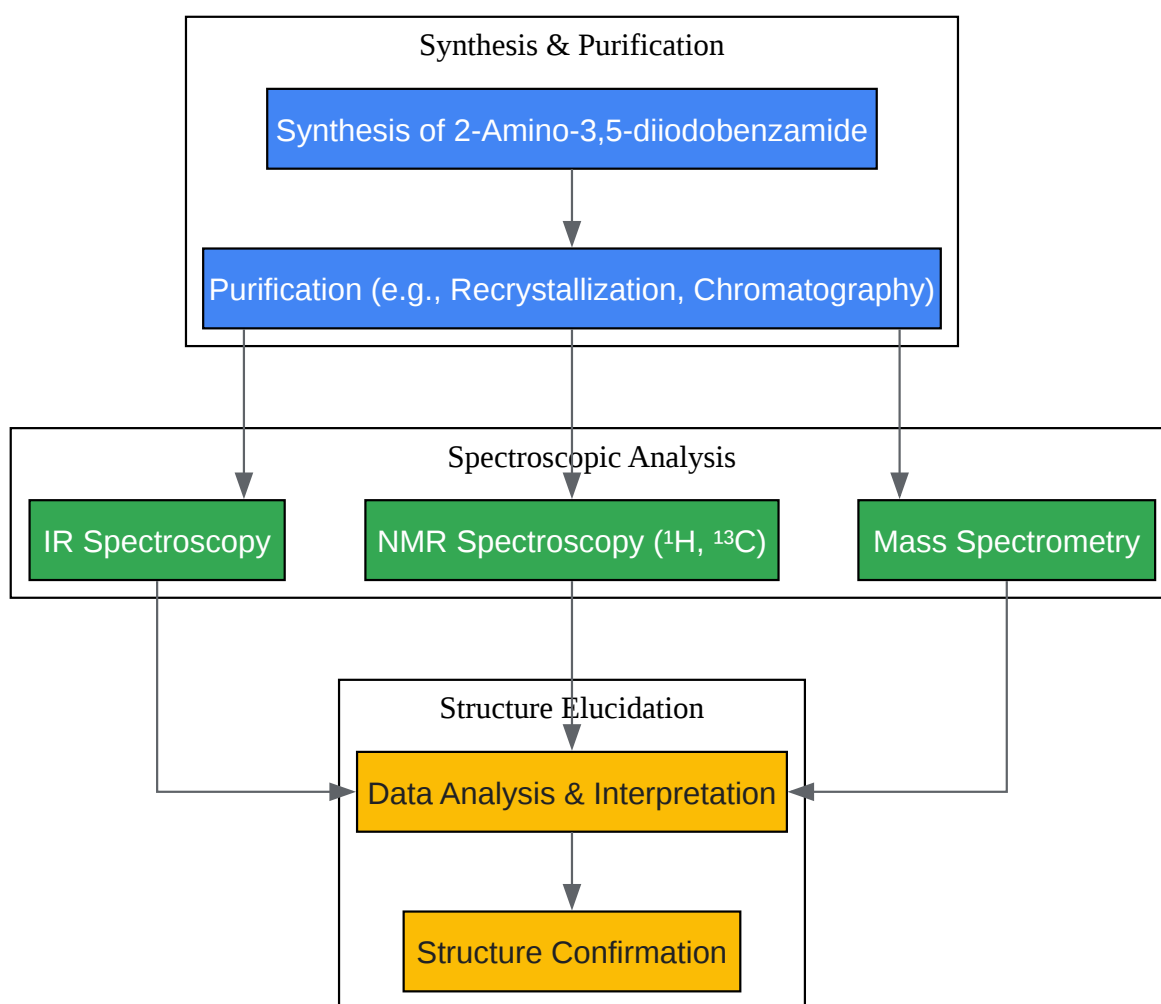 Synthesis & Purification
Synthesis of 2-Amino-3,5-diiodobenzamide
Purification (e.g., Recrystallization, Chromatography)
Spectroscopic Analysis
IR Spectroscopy
NMR Spectroscopy (¹H, ¹³C)
Mass Spectrometry
Structure Elucidation
Data Analysis & Interpretation
Structure Confirmation